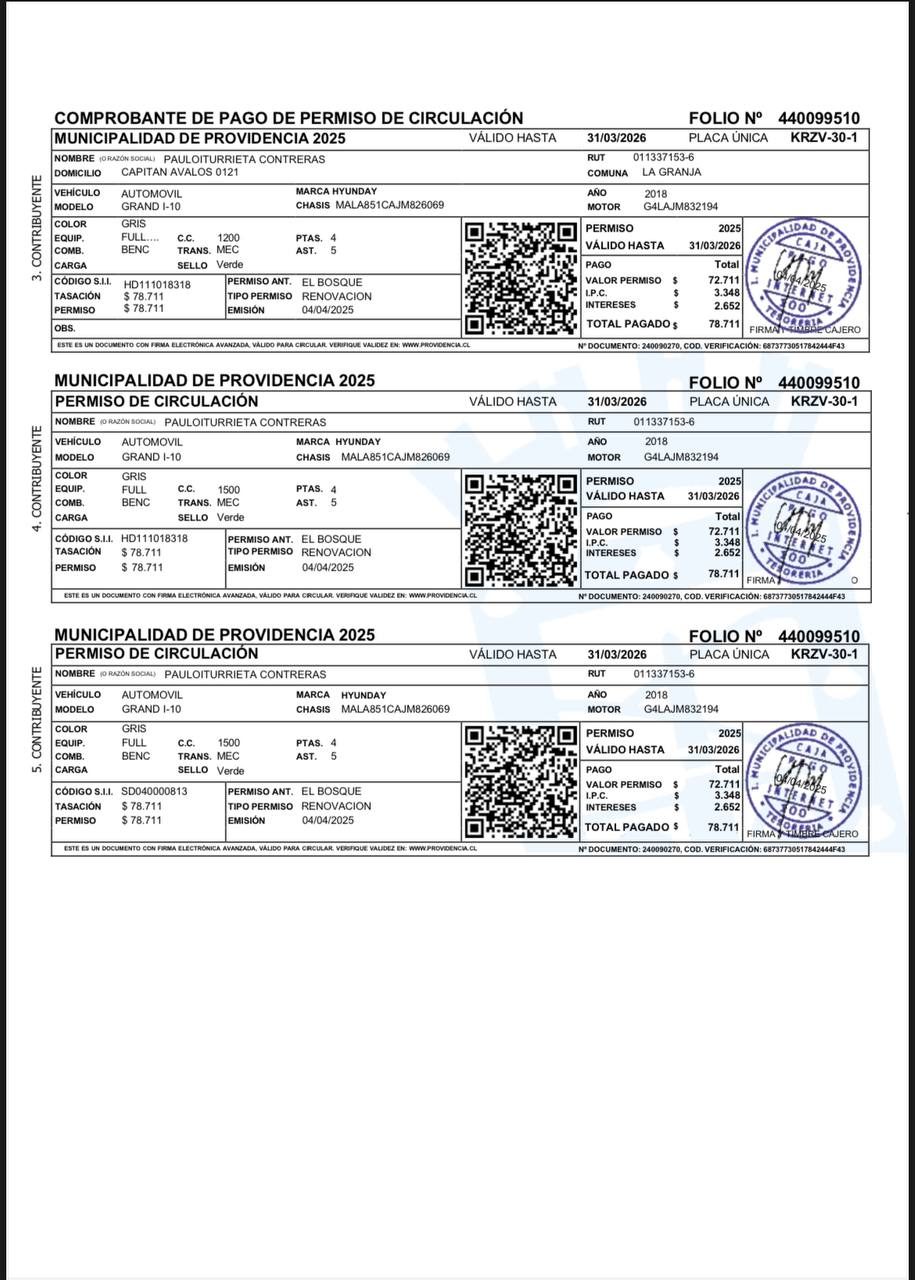 COMPROBANTE DE PAGO DE PERMISO DE CIRCULACIÓN FOLIO Nº 440099510
MUNICIPALIDAD DE PROVIDENCIA 2025 VÁLIDO HASTA 31/03/2026 PLACA ÚNICA KRZV-30-1
NOMBRE (O RAZÓN SOCIAL) PAULOITURRIETA CONTRERAS RUT 011337153-6
DOMICILIO CAPITAN AVALOS 0121 COMUNA LA GRANJA
3. CONTRIBUYENTE
VEHÍCULO AUTOMOVIL MARCA HYUNDAY AÑO 2018
MODELO GRAND I-10 CHASIS MALA851CAJM826069 MOTOR G4LAJM832194
COLOR GRIS
EQUIP. FULL.... C.C. 1200 PTAS. 4
COMB. BENC TRANS. MEC AST. 5
CARGA SELLO Verde
CÓDIGO S.I.I. HD111018318 PERMISO ANT. EL BOSQUE
TASACIÓN $ 78.711 TIPO PERMISO RENOVACION
PERMISO $ 78.711 EMISIÓN 04/04/2025
OBS.
PERMISO 2025
VÁLIDO HASTA 31/03/2026
PAGO Total
VALOR PERMISO $ 72.711
I.P.C. $ 3.348
INTERESES $ 2.652
TOTAL PAGADO $ 78.711
I. MUNICIPALIDAD DE PROVIDENCIA
CAJA
PAGO
04/04/2025
INTERNET
300
TESORERIA
FIRMA Y TIMBRE CAJERO
ESTE ES UN DOCUMENTO CON FIRMA ELECTRÓNICA AVANZADA, VÁLIDO PARA CIRCULAR. VERIFIQUE VALIDEZ EN: WWW.PROVIDENCIA.CL Nº DOCUMENTO: 240090270, COD. VERIFICACIÓN: 68737730517842444F43
MUNICIPALIDAD DE PROVIDENCIA 2025 FOLIO Nº 440099510
PERMISO DE CIRCULACIÓN VÁLIDO HASTA 31/03/2026 PLACA ÚNICA KRZV-30-1
NOMBRE (O RAZÓN SOCIAL) PAULOITURRIETA CONTRERAS RUT 011337153-6
4. CONTRIBUYENTE
VEHÍCULO AUTOMOVIL MARCA HYUNDAY AÑO 2018
MODELO GRAND I-10 CHASIS MALA851CAJM826069 MOTOR G4LAJM832194
COLOR GRIS
EQUIP. FULL C.C. 1500 PTAS. 4
COMB. BENC TRANS. MEC AST. 5
CARGA SELLO Verde
CÓDIGO S.I.I. HD111018318 PERMISO ANT. EL BOSQUE
TASACIÓN $ 78.711 TIPO PERMISO RENOVACION
PERMISO $ 78.711 EMISIÓN 04/04/2025
PERMISO 2025
VÁLIDO HASTA 31/03/2026
PAGO Total
VALOR PERMISO $ 72.711
I.P.C. $ 3.348
INTERESES $ 2.652
TOTAL PAGADO $ 78.711
I. MUNICIPALIDAD DE PROVIDENCIA
CAJA
PAGO
04/04/2025
INTERNET
300
TESORERIA
FIRMA O
ESTE ES UN DOCUMENTO CON FIRMA ELECTRÓNICA AVANZADA, VÁLIDO PARA CIRCULAR. VERIFIQUE VALIDEZ EN: WWW.PROVIDENCIA.CL Nº DOCUMENTO: 240090270, COD. VERIFICACIÓN: 68737730517842444F43
MUNICIPALIDAD DE PROVIDENCIA 2025 FOLIO Nº 440099510
PERMISO DE CIRCULACIÓN VÁLIDO HASTA 31/03/2026 PLACA ÚNICA KRZV-30-1
NOMBRE (O RAZÓN SOCIAL) PAULOITURRIETA CONTRERAS RUT 011337153-6
5. CONTRIBUYENTE
VEHÍCULO AUTOMOVIL MARCA HYUNDAY AÑO 2018
MODELO GRAND I-10 CHASIS MALA851CAJM826069 MOTOR G4LAJM832194
COLOR GRIS
EQUIP. FULL C.C. 1500 PTAS. 4
COMB. BENC TRANS. MEC AST. 5
CARGA SELLO Verde
CÓDIGO S.I.I. SD040000813 PERMISO ANT. EL BOSQUE
TASACIÓN $ 78.711 TIPO PERMISO RENOVACION
PERMISO $ 78.711 EMISIÓN 04/04/2025
PERMISO 2025
VÁLIDO HASTA 31/03/2026
PAGO Total
VALOR PERMISO $ 72.711
I.P.C. $ 3.348
INTERESES $ 2.652
TOTAL PAGADO $ 78.711
I. MUNICIPALIDAD DE PROVIDENCIA
CAJA
PAGO
04/04/2025
INTERNET
300
TESORERIA
FIRMA Y TIMBRE CAJERO
ESTE ES UN DOCUMENTO CON FIRMA ELECTRÓNICA AVANZADA, VÁLIDO PARA CIRCULAR. VERIFIQUE VALIDEZ EN: WWW.PROVIDENCIA.CL Nº DOCUMENTO: 240090270, COD. VERIFICACIÓN: 68737730517842444F43